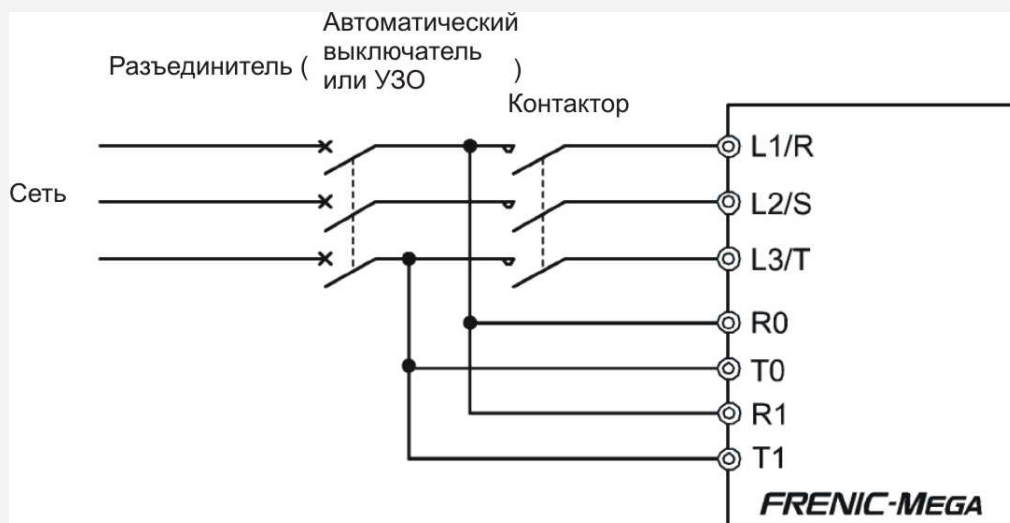 Автоматический
выключатель
или УЗО
Разъединитель ( )
Контактор
Сеть
L1/R
L2/S
L3/T
R0
T0
R1
T1
FRENIC-MEGA